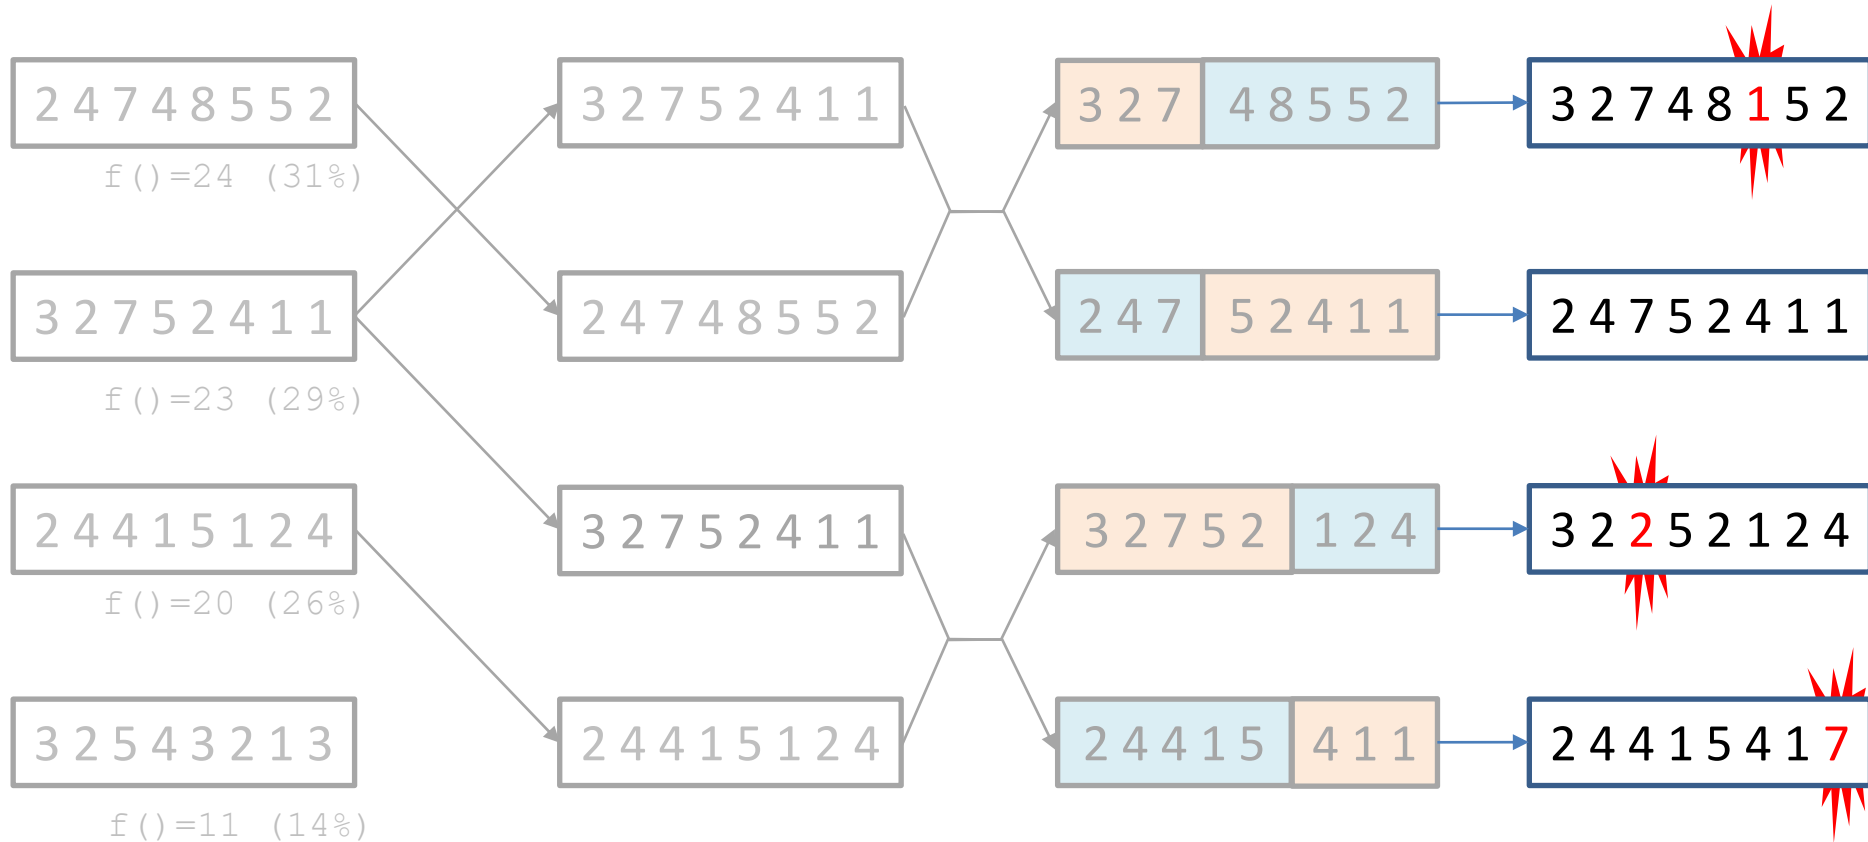 2 4 7 4 8 5 5 2 3 2 7 5 2 4 1 1 3 2 7 4 8 5 5 2 3 2 7 4 8 1 5 2
f()=24 (31%)
3 2 7 5 2 4 1 1 2 4 7 4 8 5 5 2 2 4 7 5 2 4 1 1 2 4 7 5 2 4 1 1
f()=23 (29%)
2 4 4 1 5 1 2 4 3 2 7 5 2 4 1 1 3 2 7 5 2 1 2 4 3 2 2 5 2 1 2 4
f()=20 (26%)
3 2 5 4 3 2 1 3 2 4 4 1 5 1 2 4 2 4 4 1 5 4 1 1 2 4 4 1 5 4 1 7
f()=11 (14%)